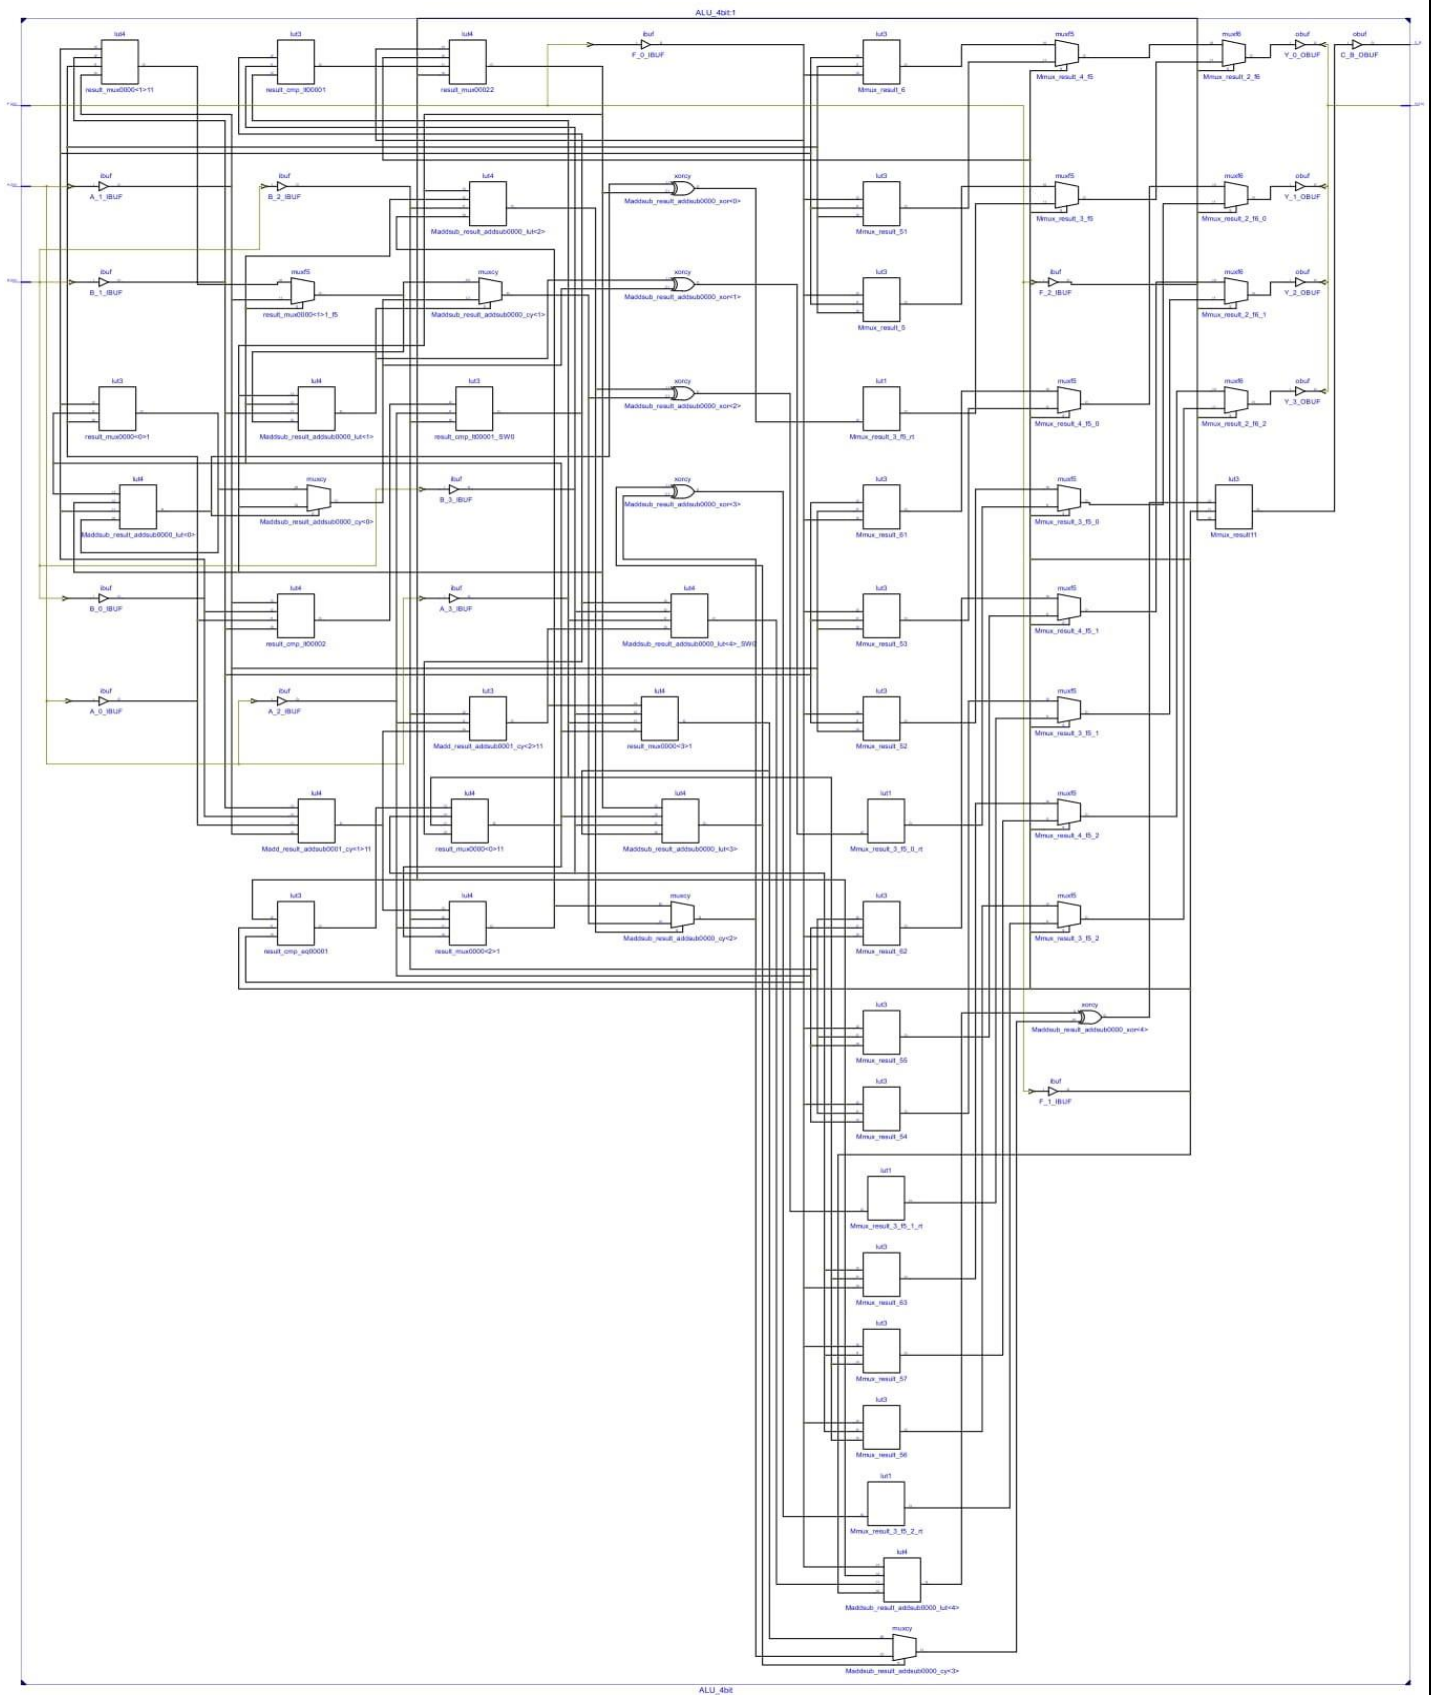 ALU_4bit:1
lut4
result_mux0000<1>11
lut3
result_cmp_lt00001
lut4
result_mux00022
ibuf
F_0_IBUF
lut3
Mmux_result_6
muxf5
Mmux_result_4_f5
muxf6
Mmux_result_2_f6
obuf
Y_0_OBUF
obuf
C_B_OBUF
ibuf
A_1_IBUF
ibuf
B_2_IBUF
lut4
Maddsub_result_addsub0000_lut<2>
xorcy
Maddsub_result_addsub0000_xor<0>
lut3
Mmux_result_51
muxf5
Mmux_result_3_f5
muxf6
Mmux_result_2_f6_0
obuf
Y_1_OBUF
ibuf
B_1_IBUF
muxf5
result_mux0000<1>1_f5
muxcy
Maddsub_result_addsub0000_cy<1>
xorcy
Maddsub_result_addsub0000_xor<1>
lut3
Mmux_result_5
ibuf
F_2_IBUF
muxf6
Mmux_result_2_f6_1
obuf
Y_2_OBUF
lut3
result_mux0000<0>1
lut4
Maddsub_result_addsub0000_lut<1>
lut3
result_cmp_lt00001_SW0
xorcy
Maddsub_result_addsub0000_xor<2>
lut1
Mmux_result_3_f5_rt
muxf5
Mmux_result_4_f5_0
muxf6
Mmux_result_2_f6_2
obuf
Y_3_OBUF
lut4
Maddsub_result_addsub0000_lut<0>
muxcy
Maddsub_result_addsub0000_cy<0>
ibuf
B_3_IBUF
xorcy
Maddsub_result_addsub0000_xor<3>
lut3
Mmux_result_61
muxf5
Mmux_result_3_f5_0
lut3
Mmux_result11
ibuf
B_0_IBUF
lut4
result_cmp_lt00002
ibuf
A_3_IBUF
lut4
Maddsub_result_addsub0000_lut<4>_SW0
lut3
Mmux_result_53
muxf5
Mmux_result_4_f5_1
ibuf
A_0_IBUF
ibuf
A_2_IBUF
lut3
Madd_result_addsub0001_cy<2>11
lut4
result_mux0000<3>1
lut3
Mmux_result_52
muxf5
Mmux_result_3_f5_1
lut4
Madd_result_addsub0001_cy<1>11
lut4
result_mux0000<0>11
lut4
Maddsub_result_addsub0000_lut<3>
lut1
Mmux_result_3_f5_0_rt
muxf5
Mmux_result_4_f5_2
lut3
result_cmp_eq00001
lut4
result_mux0000<2>1
muxcy
Maddsub_result_addsub0000_cy<2>
lut3
Mmux_result_62
muxf5
Mmux_result_3_f5_2
lut3
Mmux_result_55
xorcy
Maddsub_result_addsub0000_xor<4>
lut3
Mmux_result_54
ibuf
F_1_IBUF
lut1
Mmux_result_3_f5_1_rt
lut3
Mmux_result_63
lut3
Mmux_result_57
lut3
Mmux_result_56
lut1
Mmux_result_3_f5_2_rt
lut4
Maddsub_result_addsub0000_lut<4>
muxcy
Maddsub_result_addsub0000_cy<3>
ALU_4bit